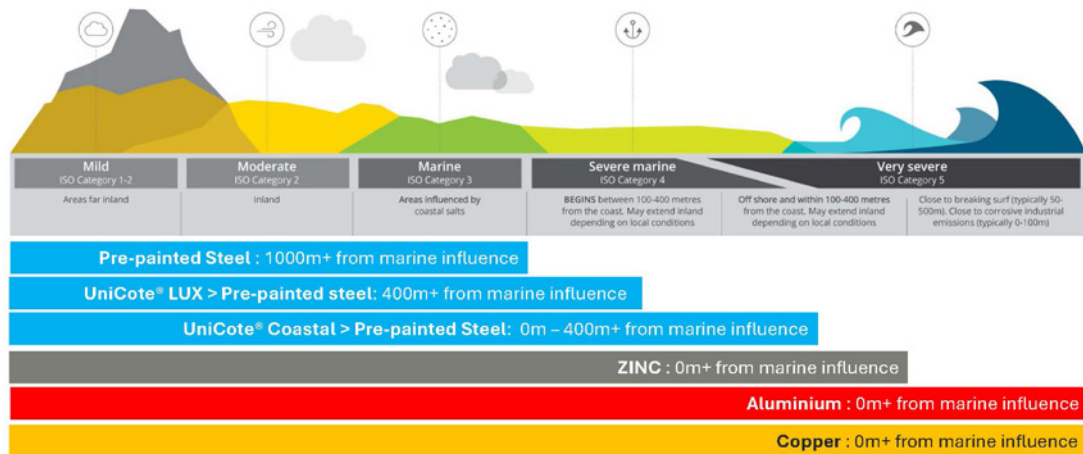 Mild
ISO Category 1-2
Moderate
ISO Category 2
Marine
ISO Category 3
Severe marine
ISO Category 4
Very severe
ISO Category 5
Areas far inland
Inland
Areas influenced by
coastal salts
BEGINS between 100-400 metres
from the coast. May extend inland
depending on local conditions
Off shore and within 100-400 metres
from the coast. May extend inland
depending on local conditions
Close to breaking surf (typically 50-
500m). Close to corrosive industrial
emissions (typically 0-100m)
Pre-painted Steel : 1000m+ from marine influence
UniCote® LUX > Pre-painted steel: 400m+ from marine influence
UniCote® Coastal > Pre-painted Steel: 0m – 400m+ from marine influence
ZINC : 0m+ from marine influence
Aluminium : 0m+ from marine influence
Copper : 0m+ from marine influence